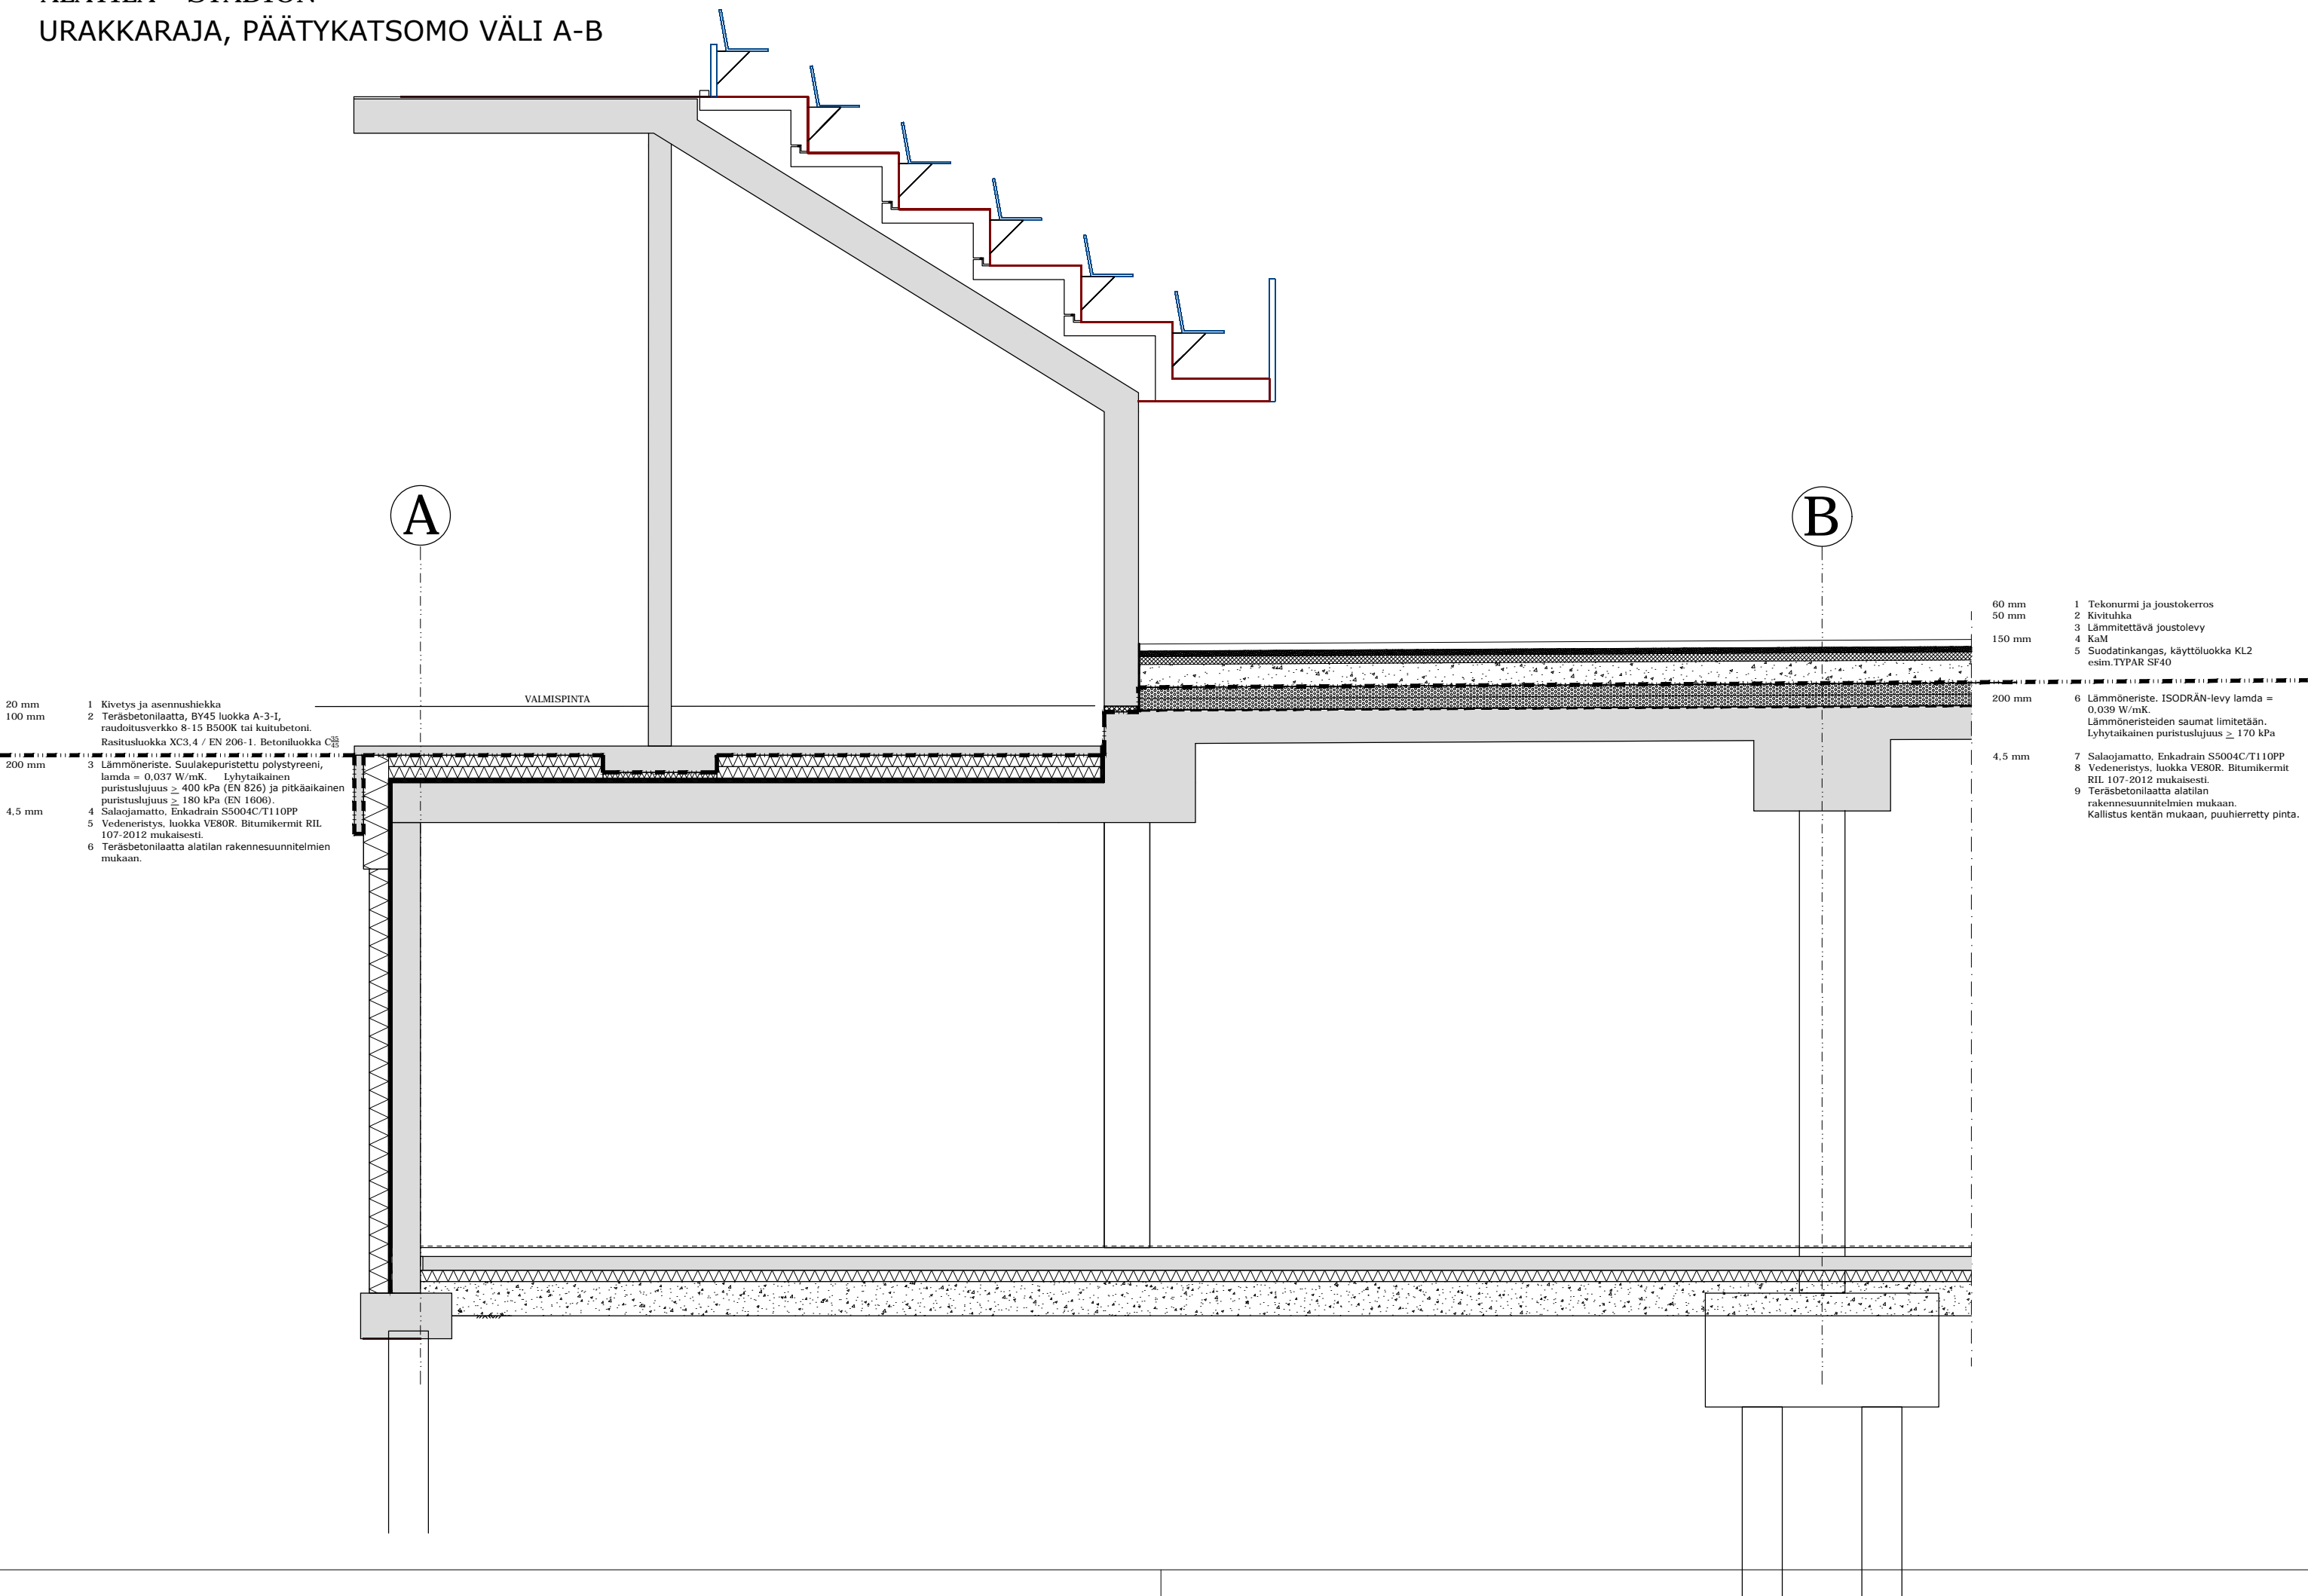 URAKKARAJA, PÄÄTYKATSOMO VÄLI A-B
A
B
VALMISPINTA
20 mm 1 Kivetys ja asennushiekka
100 mm 2 Teräsbetonilaatta, BY45 luokka A-3-I,
raudoitusverkko 8-15 B500K tai kuitubetoni.
Rasitusluokka XC3,4 / EN 206-1. Betoniluokka C35/45
200 mm 3 Lämmöneriste. Suulakepuristettu polystyreeni,
lamda = 0,037 W/mK. Lyhytaikainen
puristuslujuus ≥ 400 kPa (EN 826) ja pitkäaikainen
puristuslujuus ≥ 180 kPa (EN 1606).
4,5 mm 4 Salaojamatto, Enkadrain S5004C/T110PP
5 Vedeneristys, luokka VE80R. Bitumikermit RIL
107-2012 mukaisesti.
6 Teräsbetonilaatta alatilan rakennesuunnitelmien
mukaan.
60 mm 1 Tekonurmi ja joustokerros
50 mm 2 Kivituhka
3 Lämmitettävä joustolevy
150 mm 4 KaM
5 Suodatinkangas, käyttöluokka KL2
esim.TYPAR SF40
200 mm 6 Lämmöneriste. ISODRÄN-levy lamda =
0,039 W/mK.
Lämmöneristeiden saumat limitetään.
Lyhytaikainen puristuslujuus ≥ 170 kPa
4,5 mm 7 Salaojamatto, Enkadrain S5004C/T110PP
8 Vedeneristys, luokka VE80R. Bitumikermit
RIL 107-2012 mukaisesti.
9 Teräsbetonilaatta alatilan
rakennesuunnitelmien mukaan.
Kallistus kentän mukaan, puuhierretty pinta.